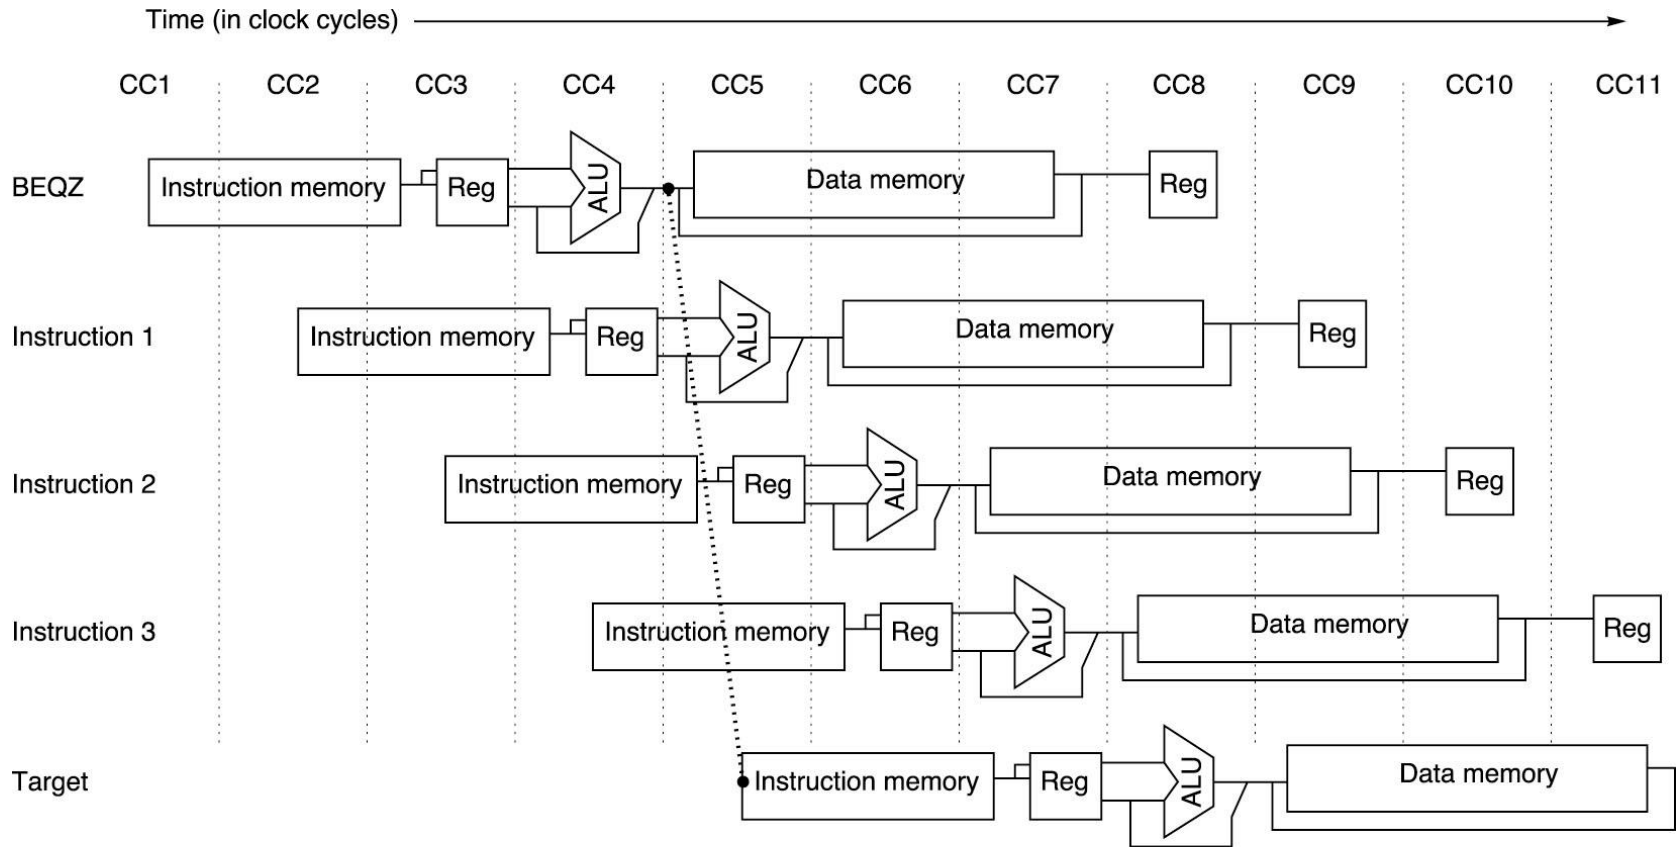 Time (in clock cycles)
CC1 CC2 CC3 CC4 CC5 CC6 CC7 CC8 CC9 CC10 CC11
BEQZ Instruction memory Reg ALU Data memory Reg
Instruction 1 Instruction memory Reg ALU Data memory Reg
Instruction 2 Instruction memory Reg ALU Data memory Reg
Instruction 3 Instruction memory Reg ALU Data memory Reg
Target Instruction memory Reg ALU Data memory